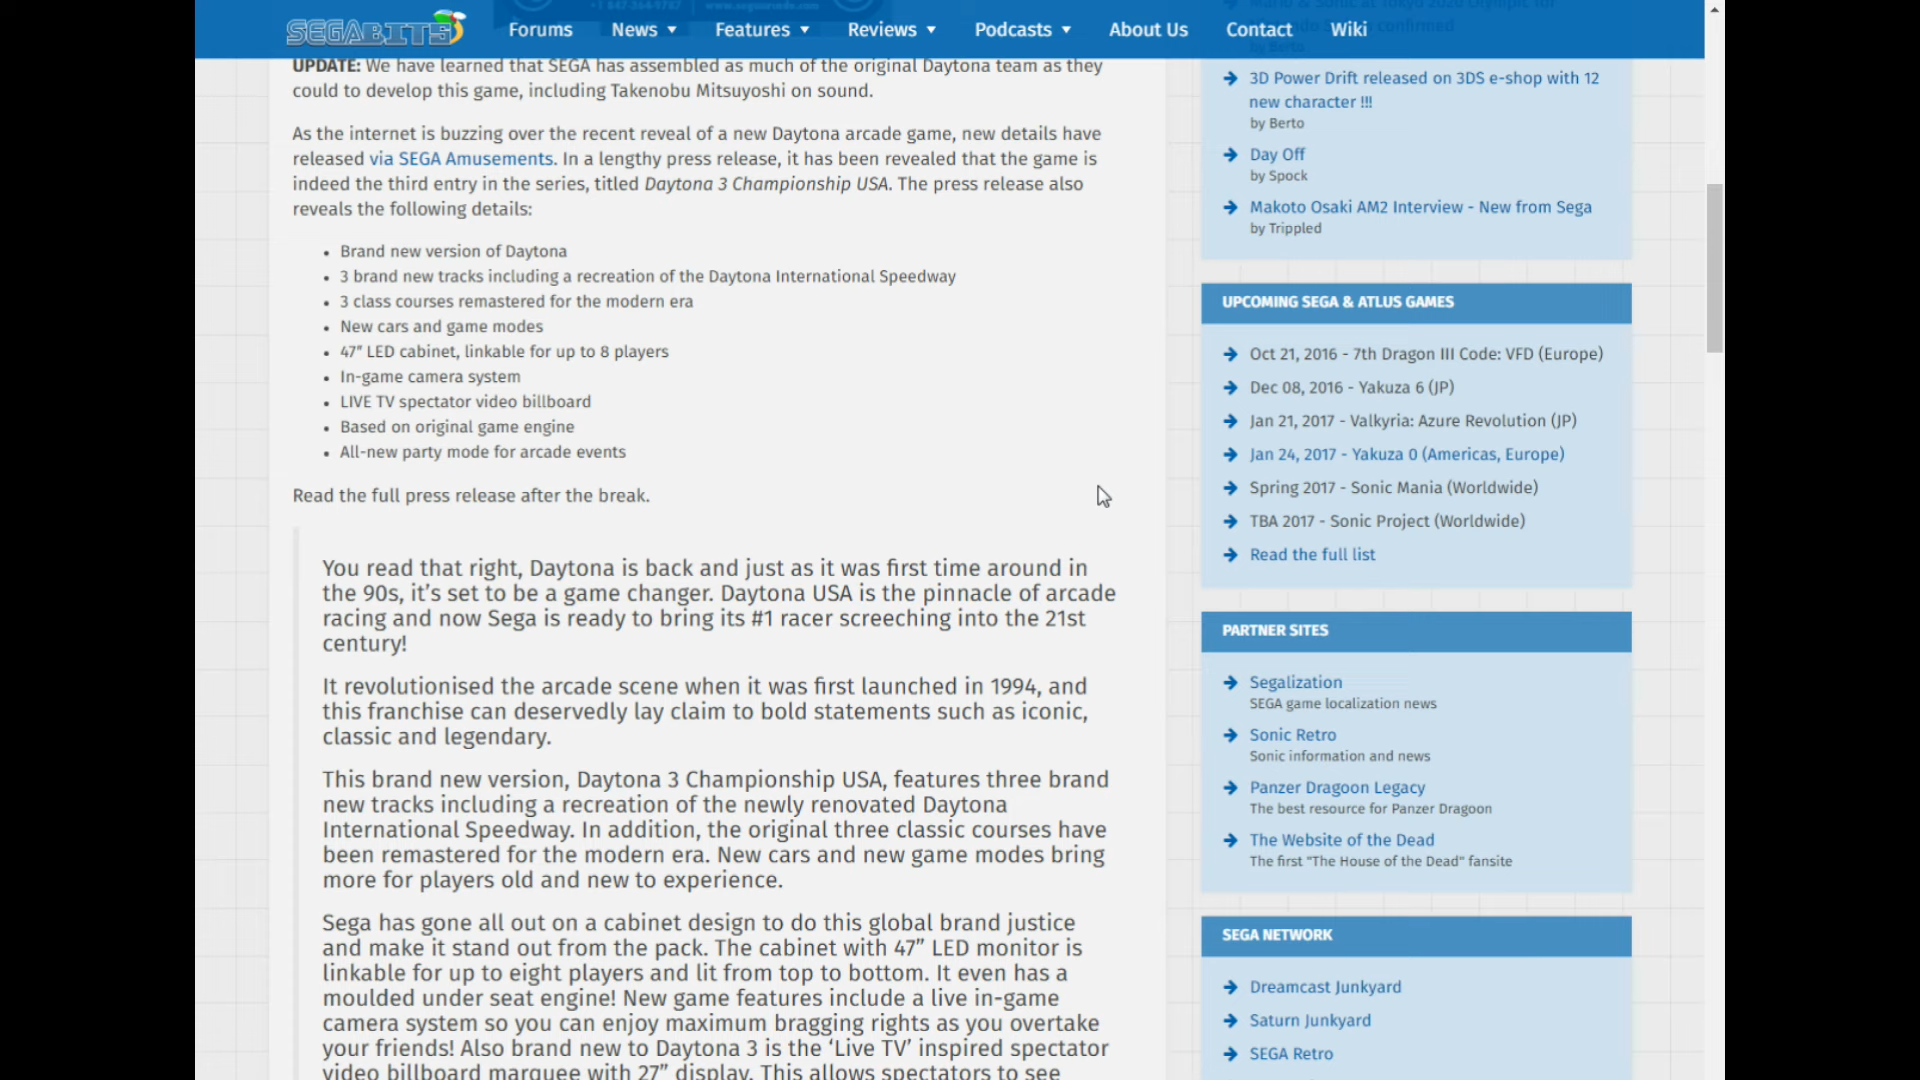 SEGABITS
Forums
News
Features
Reviews
Podcasts
About Us
Contact
Wiki
UPDATE: We have learned that SEGA has assembled as much of the original Daytona team as they
could to develop this game, including Takenobu Mitsuyoshi on sound.
As the internet is buzzing over the recent reveal of a new Daytona arcade game, new details have
released via SEGA Amusements. In a lengthy press release, it has been revealed that the game is
indeed the third entry in the series, titled Daytona 3 Championship USA. The press release also
reveals the following details:
• Brand new version of Daytona
• 3 brand new tracks including a recreation of the Daytona International Speedway
• 3 class courses remastered for the modern era
• New cars and game modes
• 47″ LED cabinet, linkable for up to 8 players
• In-game camera system
• LIVE TV spectator video billboard
• Based on original game engine
• All-new party mode for arcade events
Read the full press release after the break.
You read that right, Daytona is back and just as it was first time around in
the 90s, it’s set to be a game changer. Daytona USA is the pinnacle of arcade
racing and now Sega is ready to bring its #1 racer screeching into the 21st
century!
It revolutionised the arcade scene when it was first launched in 1994, and
this franchise can deservedly lay claim to bold statements such as iconic,
classic and legendary.
This brand new version, Daytona 3 Championship USA, features three brand
new tracks including a recreation of the newly renovated Daytona
International Speedway. In addition, the original three classic courses have
been remastered for the modern era. New cars and new game modes bring
more for players old and new to experience.
Sega has gone all out on a cabinet design to do this global brand justice
and make it stand out from the pack. The cabinet with 47” LED monitor is
linkable for up to eight players and lit from top to bottom. It even has a
moulded under seat engine! New game features include a live in-game
camera system so you can enjoy maximum bragging rights as you overtake
your friends! Also brand new to Daytona 3 is the ‘Live TV’ inspired spectator
video billboard marquee with 27” display. This allows spectators to see
Mario & Sonic at Tokyo 2020 Olympic for
confirmed
by Berto
3D Power Drift released on 3DS e-shop with 12
new character !!!
by Berto
Day Off
by Spock
Makoto Osaki AM2 Interview - New from Sega
by Trippled
UPCOMING SEGA & ATLUS GAMES
Oct 21, 2016 - 7th Dragon III Code: VFD (Europe)
Dec 08, 2016 - Yakuza 6 (JP)
Jan 21, 2017 - Valkyria: Azure Revolution (JP)
Jan 24, 2017 - Yakuza 0 (Americas, Europe)
Spring 2017 - Sonic Mania (Worldwide)
TBA 2017 - Sonic Project (Worldwide)
Read the full list
PARTNER SITES
Segalization
SEGA game localization news
Sonic Retro
Sonic information and news
Panzer Dragoon Legacy
The best resource for Panzer Dragoon
The Website of the Dead
The first "The House of the Dead" fansite
SEGA NETWORK
Dreamcast Junkyard
Saturn Junkyard
SEGA Retro